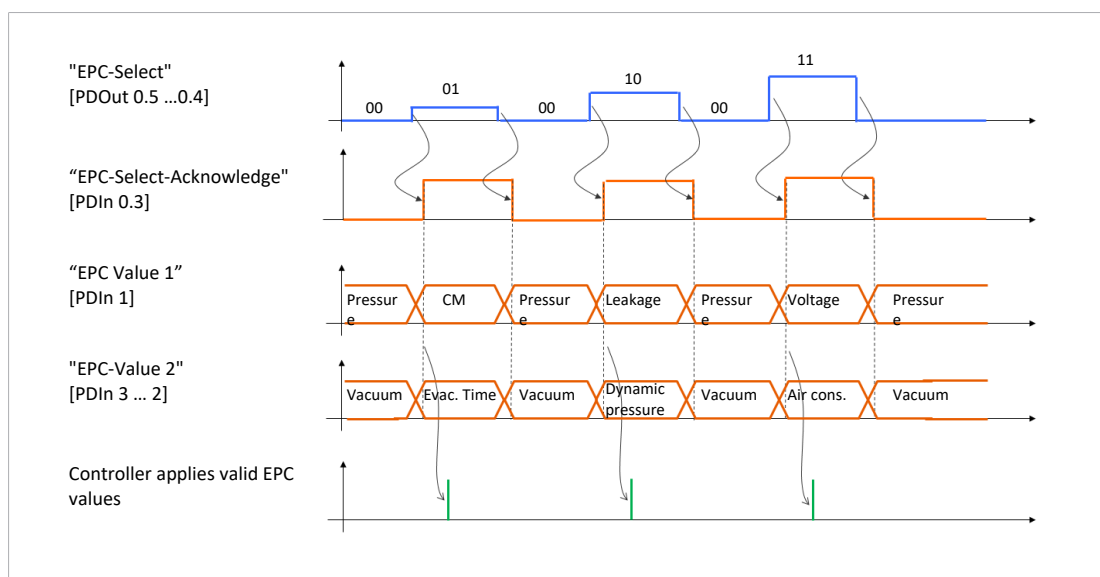 "EPC-Select"
[PDOut 0.5 ...0.4]
00
01
00
10
00
11
“EPC-Select-Acknowledge"
[PDIn 0.3]
“EPC Value 1”
[PDIn 1]
Pressur
e
CM
Pressur
e
Leakage
Pressur
e
Voltage
Pressur
e
"EPC-Value 2"
[PDIn 3 ... 2]
Vacuum
Evac. Time
Vacuum
Dynamic
pressure
Vacuum
Air cons.
Vacuum
Controller applies valid EPC
values